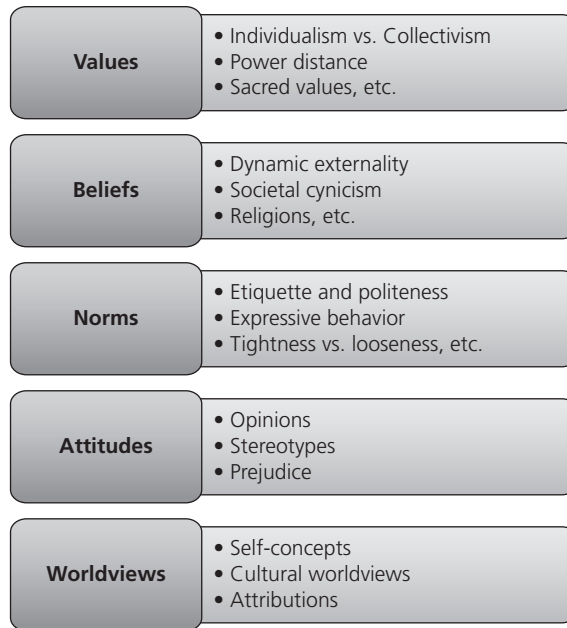 Values
• Individualism vs. Collectivism
• Power distance
• Sacred values, etc.
Beliefs
• Dynamic externality
• Societal cynicism
• Religions, etc.
Norms
• Etiquette and politeness
• Expressive behavior
• Tightness vs. looseness, etc.
Attitudes
• Opinions
• Stereotypes
• Prejudice
Worldviews
• Self-concepts
• Cultural worldviews
• Attributions